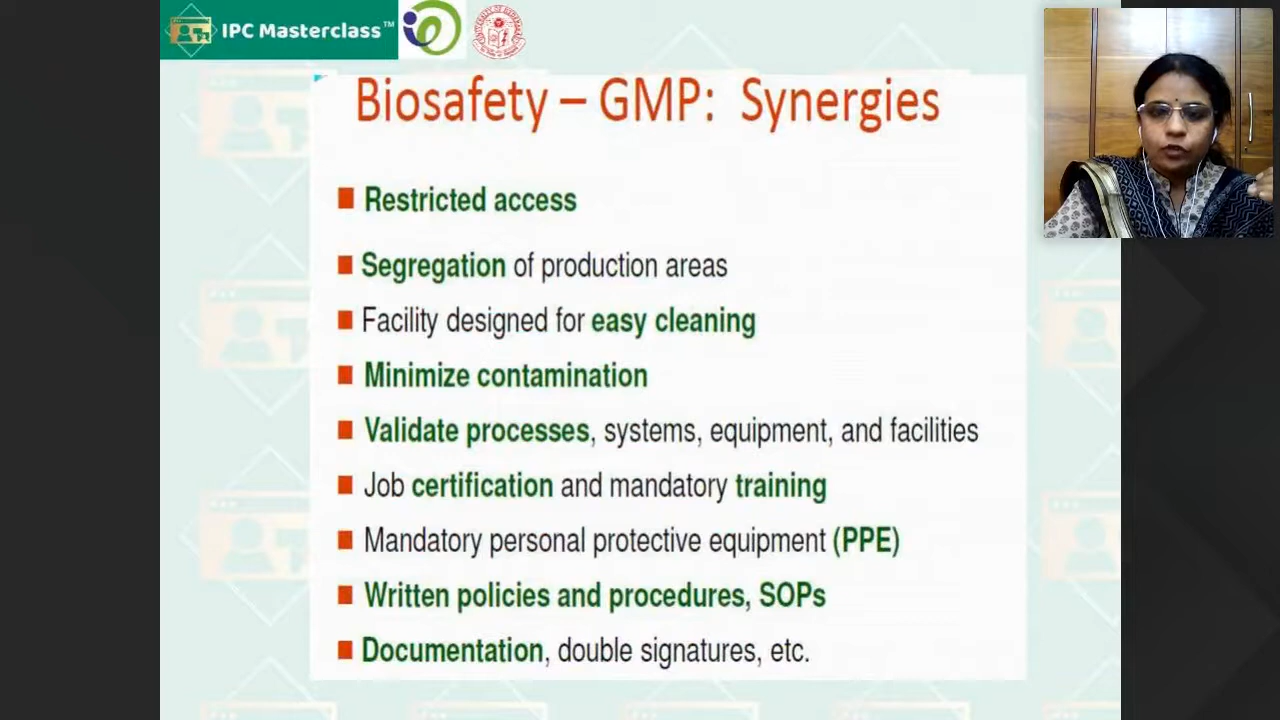 IPC Masterclass™
Biosafety – GMP: Synergies
Restricted access
Segregation of production areas
Facility designed for easy cleaning
Minimize contamination
Validate processes, systems, equipment, and facilities
Job certification and mandatory training
Mandatory personal protective equipment (PPE)
Written policies and procedures, SOPs
Documentation, double signatures, etc.